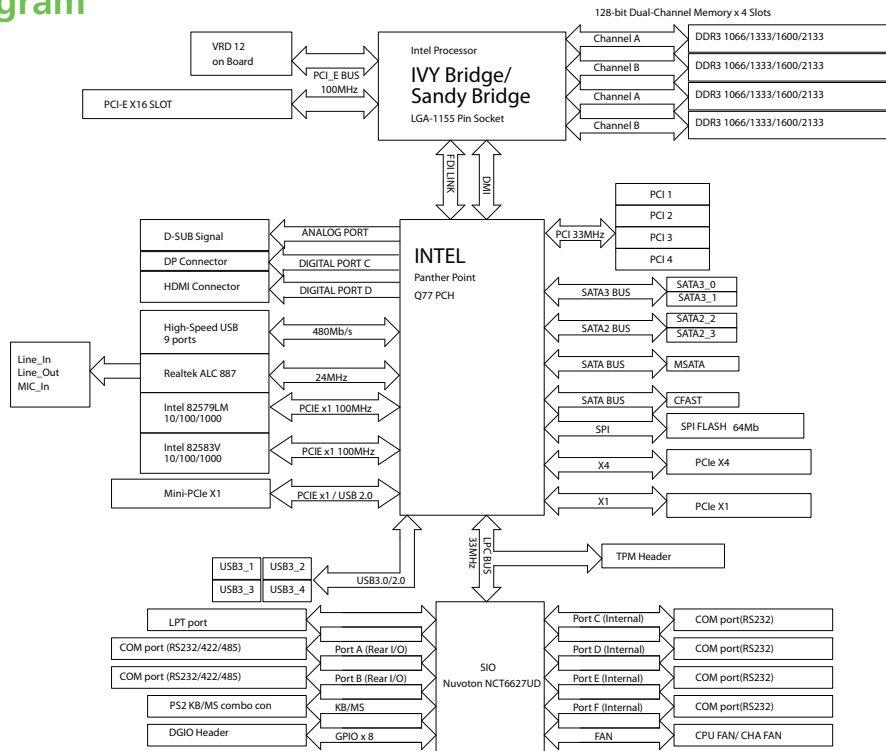 gram
128-bit Dual-Channel Memory x 4 Slots
VRD 12
on Board
PCI_E BUS
100MHz
PCI-E X16 SLOT
Intel Processor
IVY Bridge/
Sandy Bridge
LGA-1155 Pin Socket
Channel A
DDR3 1066/1333/1600/2133
Channel B
DDR3 1066/1333/1600/2133
Channel A
DDR3 1066/1333/1600/2133
Channel B
DDR3 1066/1333/1600/2133
FDI LINK
DMI
D-SUB Signal
ANALOG PORT
DP Connector
DIGITAL PORT C
HDMI Connector
DIGITAL PORT D
INTEL
Panther Point
Q77 PCH
PCI 33MHz
PCI 1
PCI 2
PCI 3
PCI 4
SATA3 BUS
SATA3_0
SATA3_1
SATA2 BUS
SATA2_2
SATA2_3
SATA BUS
MSATA
SATA BUS
CFAST
SPI
SPI FLASH 64Mb
X4
PCIe X4
X1
PCIe X1
High-Speed USB
9 ports
480Mb/s
Line_In
Line_Out
MIC_In
Realtek ALC 887
24MHz
Intel 82579LM
10/100/1000
PCIE x1 100MHz
Intel 82583V
10/100/1000
PCIE x1 100MHz
Mini-PCIe X1
PCIE x1 / USB 2.0
USB3_1
USB3_2
USB3_3
USB3_4
USB3.0/2.0
LPC BUS
33MHz
TPM Header
LPT port
COM port (RS232/422/485)
Port A (Rear I/O)
COM port (RS232/422/485)
Port B (Rear I/O)
PS2 KB/MS combo con
KB/MS
DGIO Header
GPIO x 8
SIO
Nuvoton NCT6627UD
Port C (Internal)
COM port(RS232)
Port D (Internal)
COM port(RS232)
Port E (Internal)
COM port(RS232)
Port F (Internal)
COM port(RS232)
FAN
CPU FAN/ CHA FAN